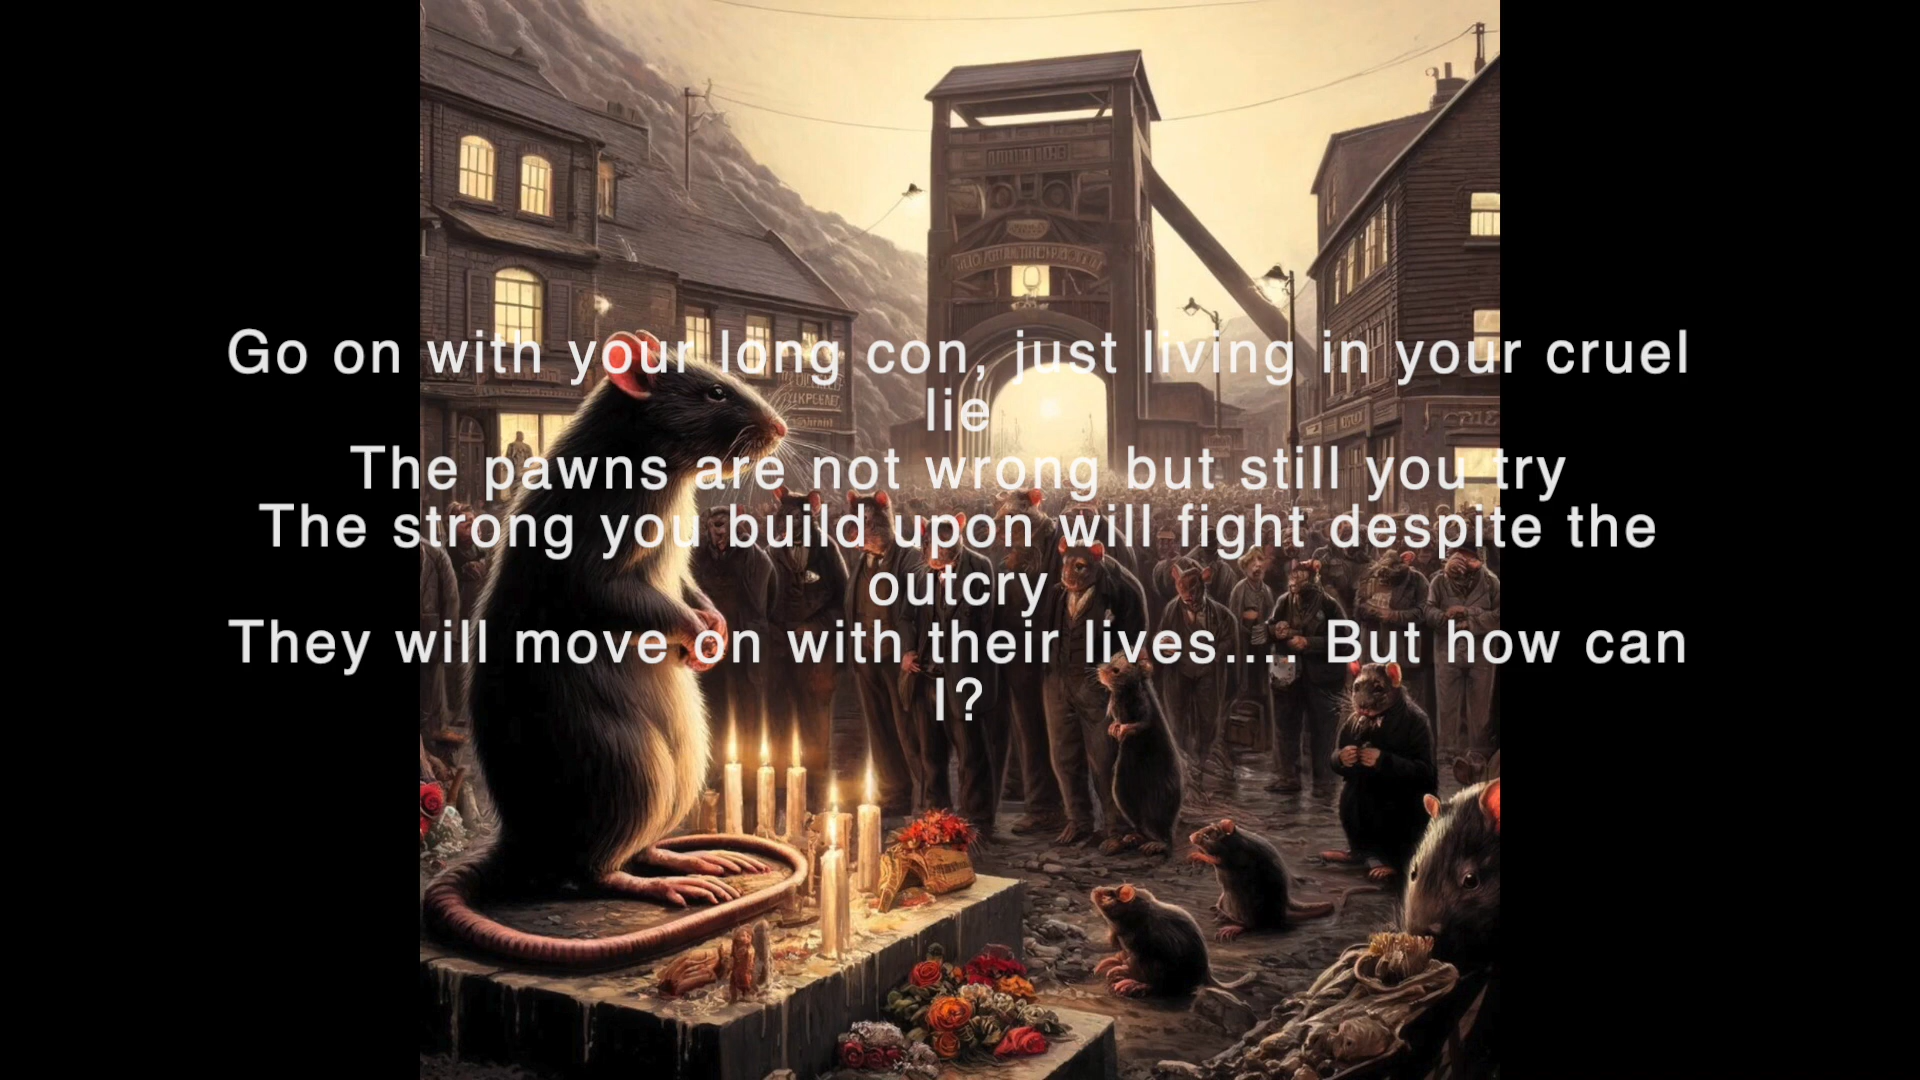 Go on with your long con, just living in your cruel
lie
The pawns are not wrong but still you try
The strong you build upon will fight despite the
outcry
They will move on with their lives.... But how can
I?